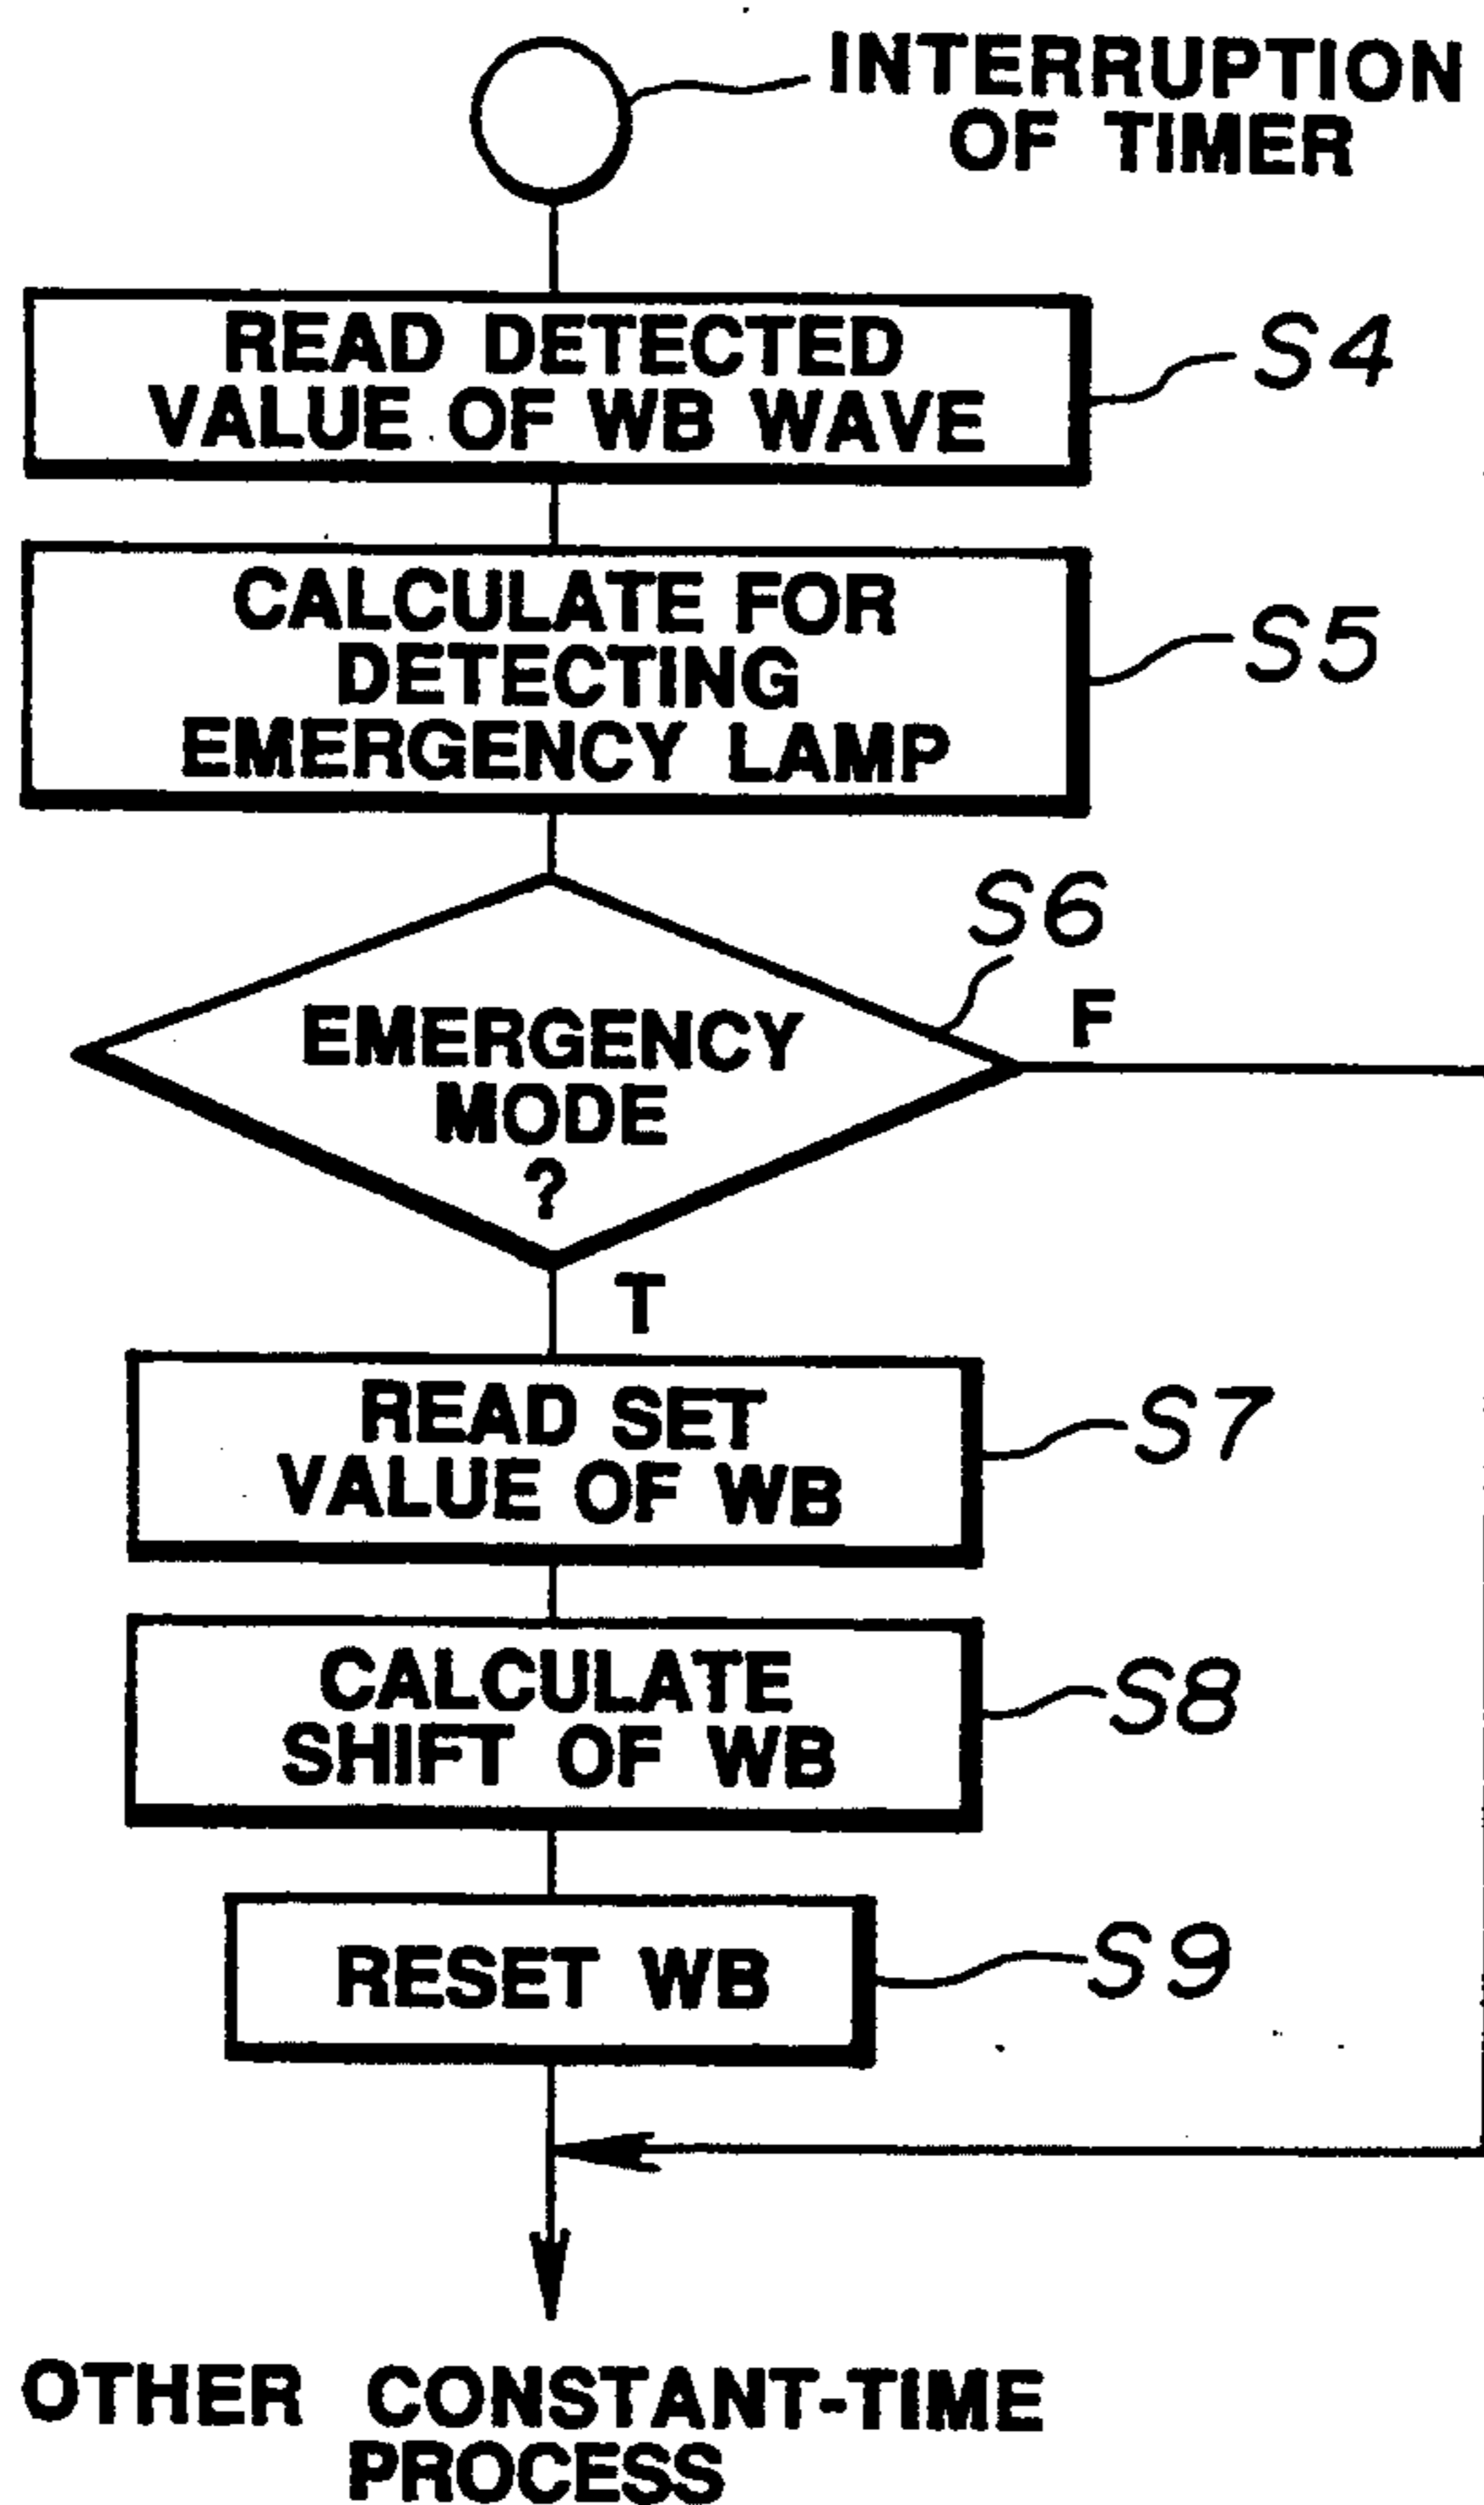 INTERRUPTION
OF TIMER
READ DETECTED
VALUE OF WB WAVE
S4
CALCULATE FOR
DETECTING
EMERGENCY LAMP
S5
S6
EMERGENCY
MODE
?
F
T
READ SET
VALUE OF WB
S7
CALCULATE
SHIFT OF WB
S8
RESET WB
S9
OTHER CONSTANT-TIME
PROCESS